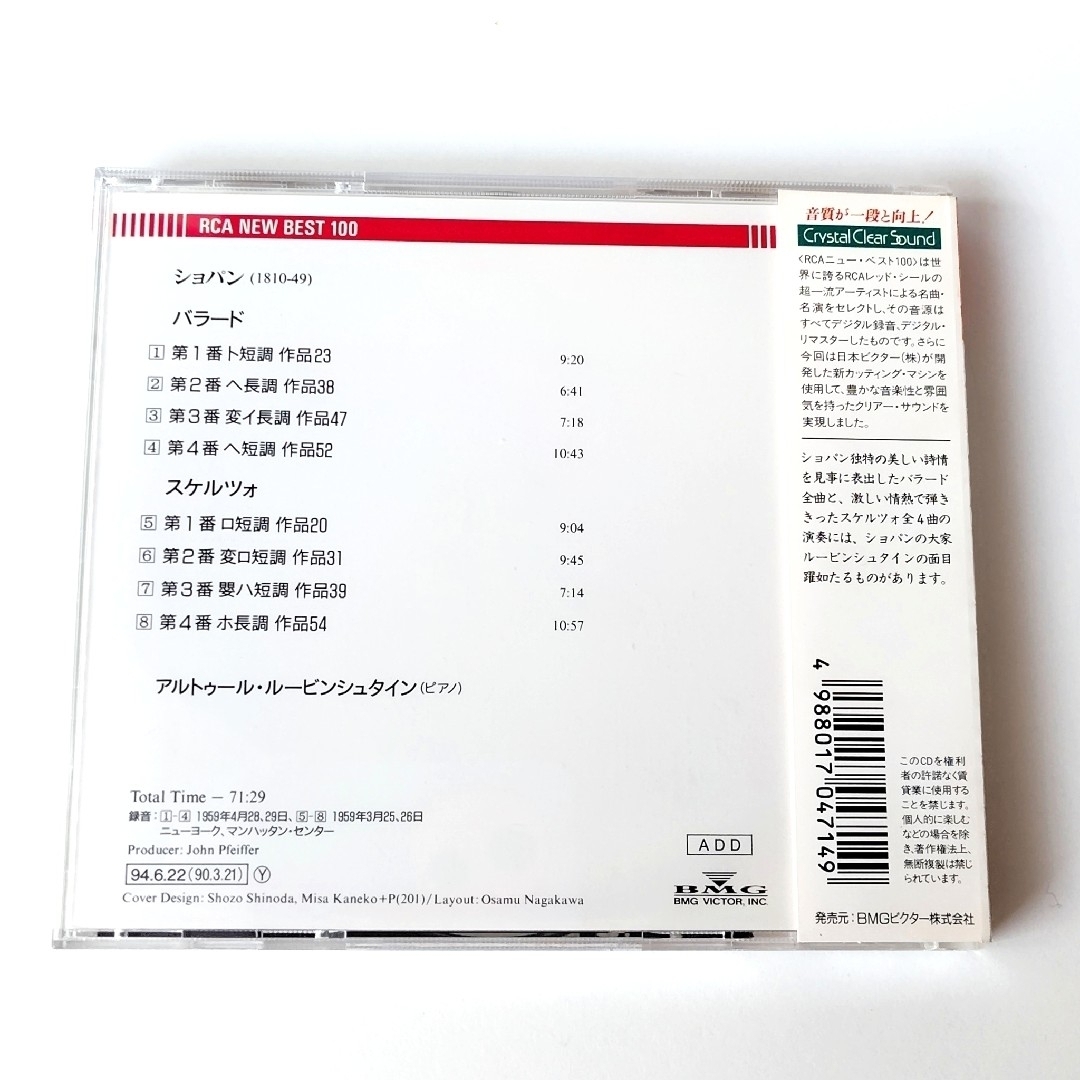 RCA NEW BEST 100
ショパン (1810-49)
バラード
1 第1番 ト短調 作品23 9:20
2 第2番 ヘ長調 作品38 6:41
3 第3番 変イ長調 作品47 7:18
4 第4番 ヘ短調 作品52 10:43
スケルツォ
5 第1番 ロ短調 作品20 9:04
6 第2番 変ロ短調 作品31 9:45
7 第3番 嬰ハ短調 作品39 7:14
8 第4番 ホ長調 作品54 10:57
アルトゥール・ルービンシュタイン(ピアノ)
Total Time — 71:29
録音:1-4 1959年4月28、29日、5-8 1959年3月25、26日
ニューヨーク、マンハッタン・センター
Producer: John Pfeiffer
94.6.22 (90.3.21) Y
Cover Design: Shozo Shinoda, Misa Kaneko+P(201)/Layout: Osamu Nagakawa
ADD
BMG
BMG VICTOR, INC.
音質が一段と向上!
Crystal Clear Sound
〈RCAニュー・ベスト100〉は世
界に誇るRCAレッド・シールの
超一流アーティストによる名曲・
名演をセレクトし、その音源は
すべてデジタル録音、デジタル・
リマスターしたものです。さらに
今回は日本ビクター(株)が開
発した新カッティング・マシンを
使用して、豊かな音楽性と雰囲
気を持ったクリアー・サウンドを
実現しました。
ショパン独特の美しい詩情
を見事に表出したバラード
全曲と、激しい情熱で弾き
きったスケルツォ全4曲の
演奏には、ショパンの大家
ルービンシュタインの面目
躍如たるものがあります。
4 988017 047149
このCDを権利
者の許諾なく賃
貸業に使用する
ことを禁じます。
個人的に楽しむ
などの場合を除
き、著作権法上、
無断複製は禁じ
られています。
発売元:BMGビクター株式会社